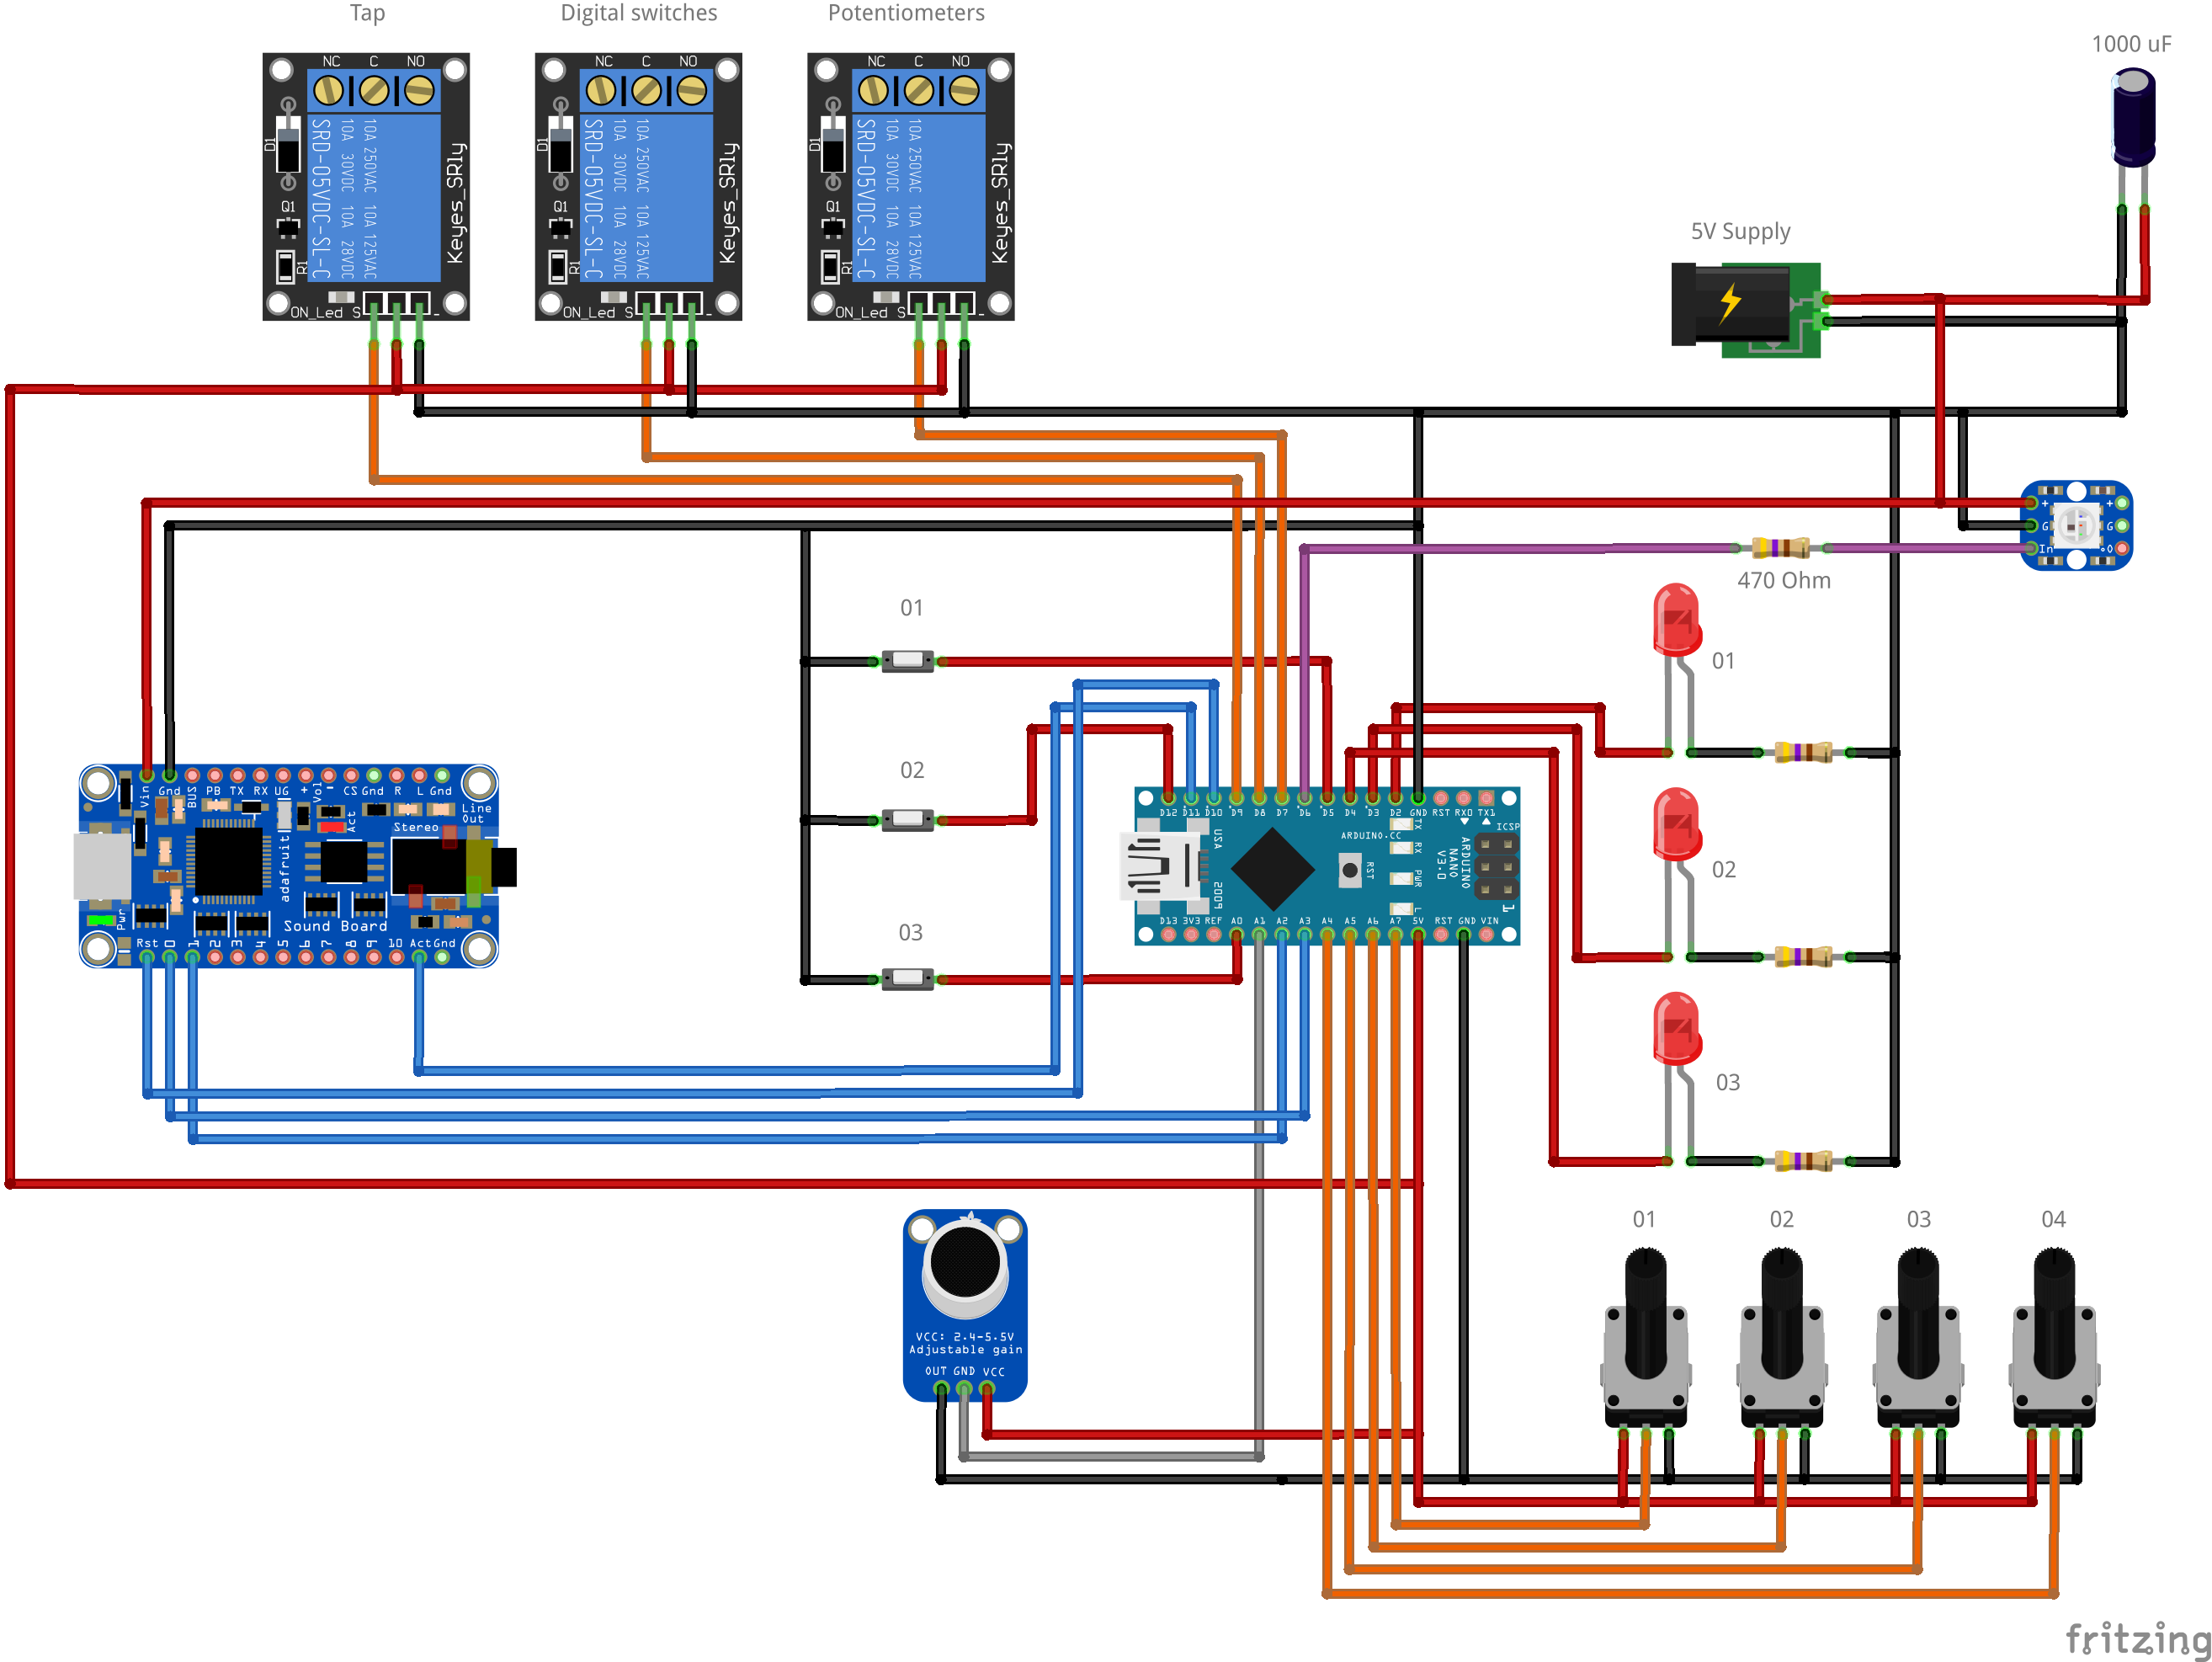 Tap
Digital switches
Potentiometers
1000 uF
NC C NO
NC C NO
NC C NO
D1
SRD-05VDC-SL-C
10A 30VDC 10A 28VDC
10A 250VAC 10A 125VAC
Keyes_SRly
Q1
R1
ON_Led S -
D1
SRD-05VDC-SL-C
10A 30VDC 10A 28VDC
10A 250VAC 10A 125VAC
Keyes_SRly
Q1
R1
ON_Led S -
D1
SRD-05VDC-SL-C
10A 30VDC 10A 28VDC
10A 250VAC 10A 125VAC
Keyes_SRly
Q1
R1
ON_Led S -
5V Supply
+ +
G G
In O
470 Ohm
01
01
02
02
03
03
Vin Gnd BUS PB TX RX UG + Vol - CS Gnd R L Gnd
Line
Out
Stereo
Act
adafruit
Pwr
Sound Board
Rst 0 1 2 3 4 5 6 7 8 9 10 Act Gnd
D12 D11 D10 D9 D8 D7 D6 D5 D4 D3 D2 GND RST RX0 TX1
USA
2009
ARDUINO.CC
RST
TX
RX
PWR
L
ARDUINO
NANO
V3.0
ICSP
1
D13 3V3 REF A0 A1 A2 A3 A4 A5 A6 A7 5V RST GND VIN
VCC: 2.4-5.5V
Adjustable gain
OUT GND VCC
01
02
03
04
fritzing